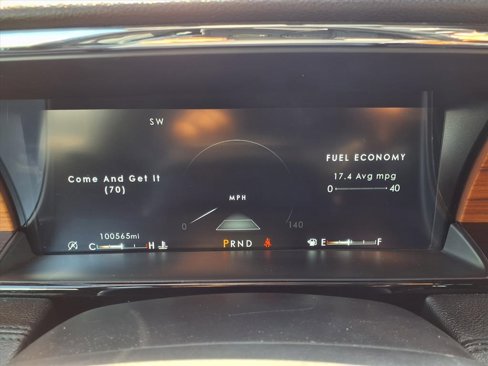 SW
Come And Get It
(70)
FUEL ECONOMY
17.4 Avg mpg
0 40
MPH
0 140
100565mi
C H
PRND
E F